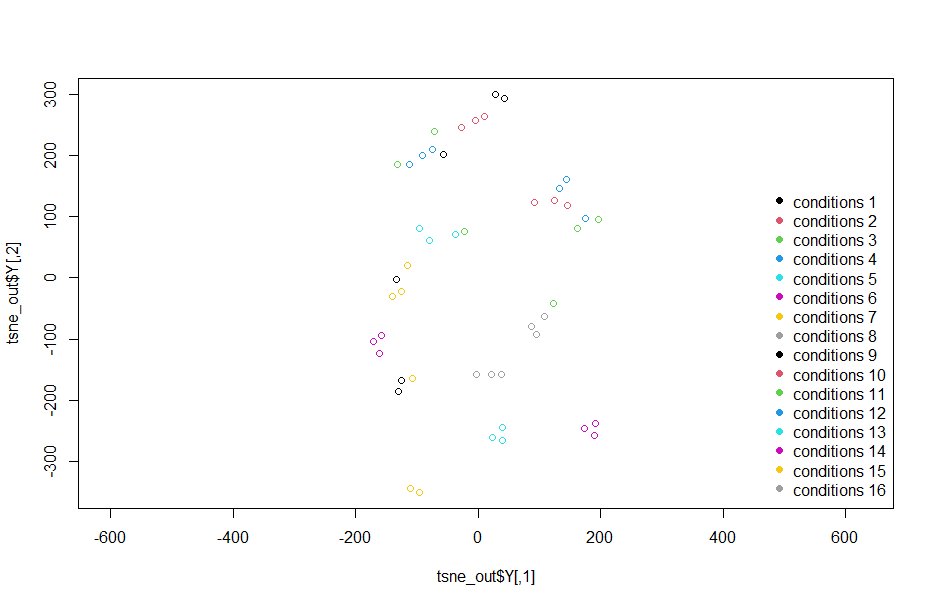 300
200
100
0
-100
-200
-300
tsne_out$Y[,2]
conditions 1
conditions 2
conditions 3
conditions 4
conditions 5
conditions 6
conditions 7
conditions 8
conditions 9
conditions 10
conditions 11
conditions 12
conditions 13
conditions 14
conditions 15
conditions 16
-600 -400 -200 0 200 400 600
tsne_out$Y[,1]